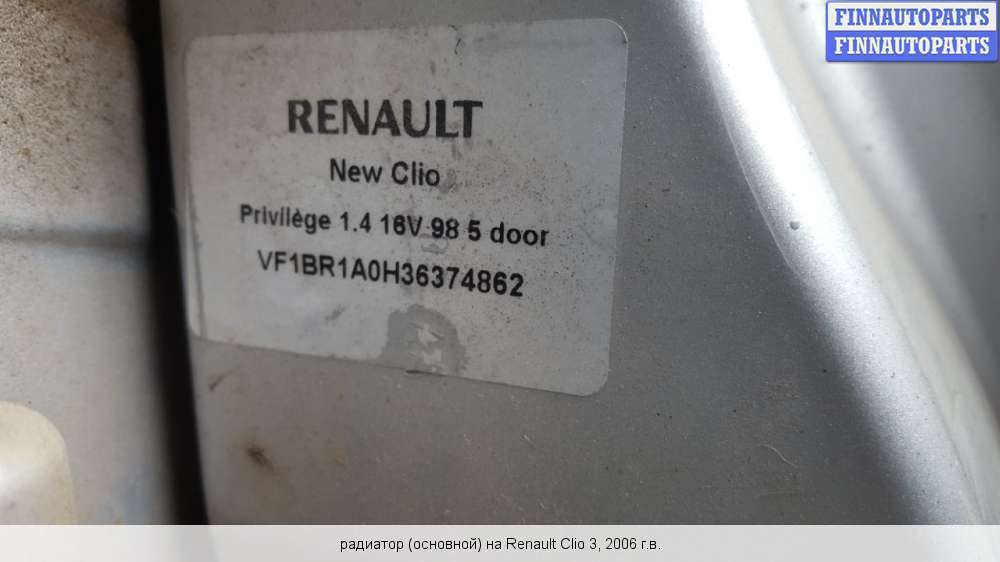 FINNAUTOPARTS
FINNAUTOPARTS
RENAULT
New Clio
Privilège 1.4 16V 98 5 door
VF1BR1A0H36374862
радиатор (основной) на Renault Clio 3, 2006 г.в.